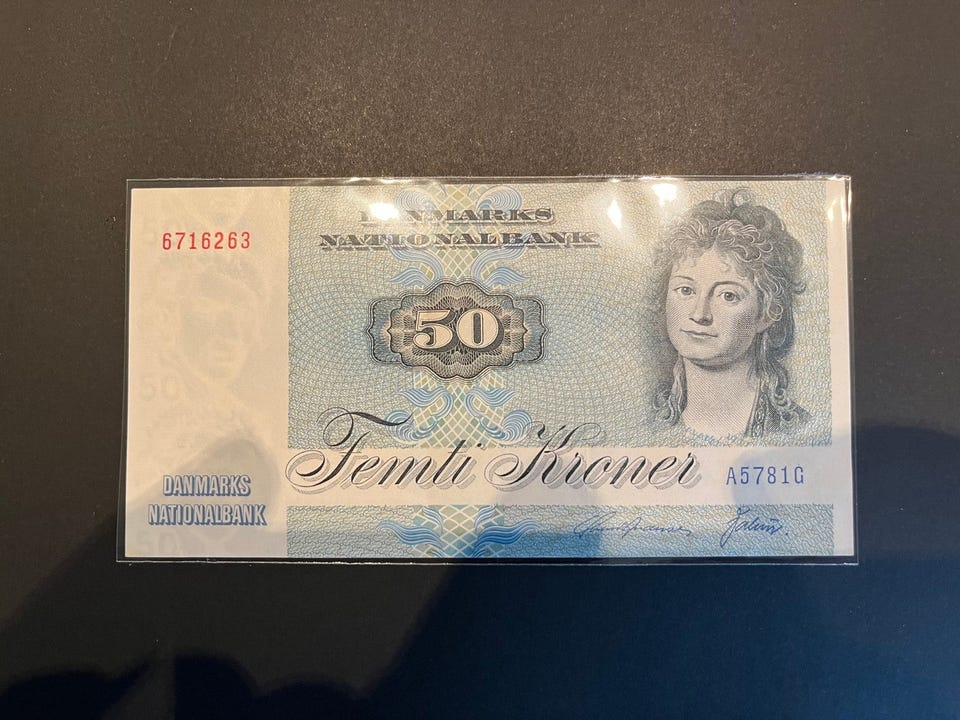 DANMARKS
NATIONALBANK
6716263
50
Femti Kroner
A5781G
DANMARKS
NATIONALBANK